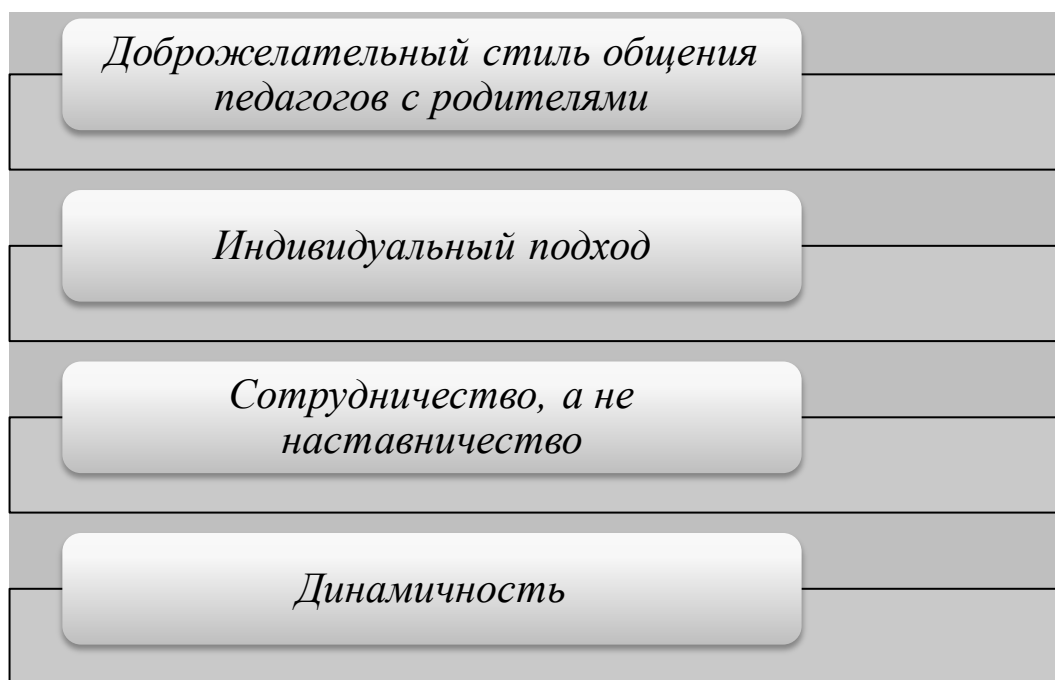 Доброжелательный стиль общения
педагогов с родителями
Индивидуальный подход
Сотрудничество, а не
наставничество
Динамичность